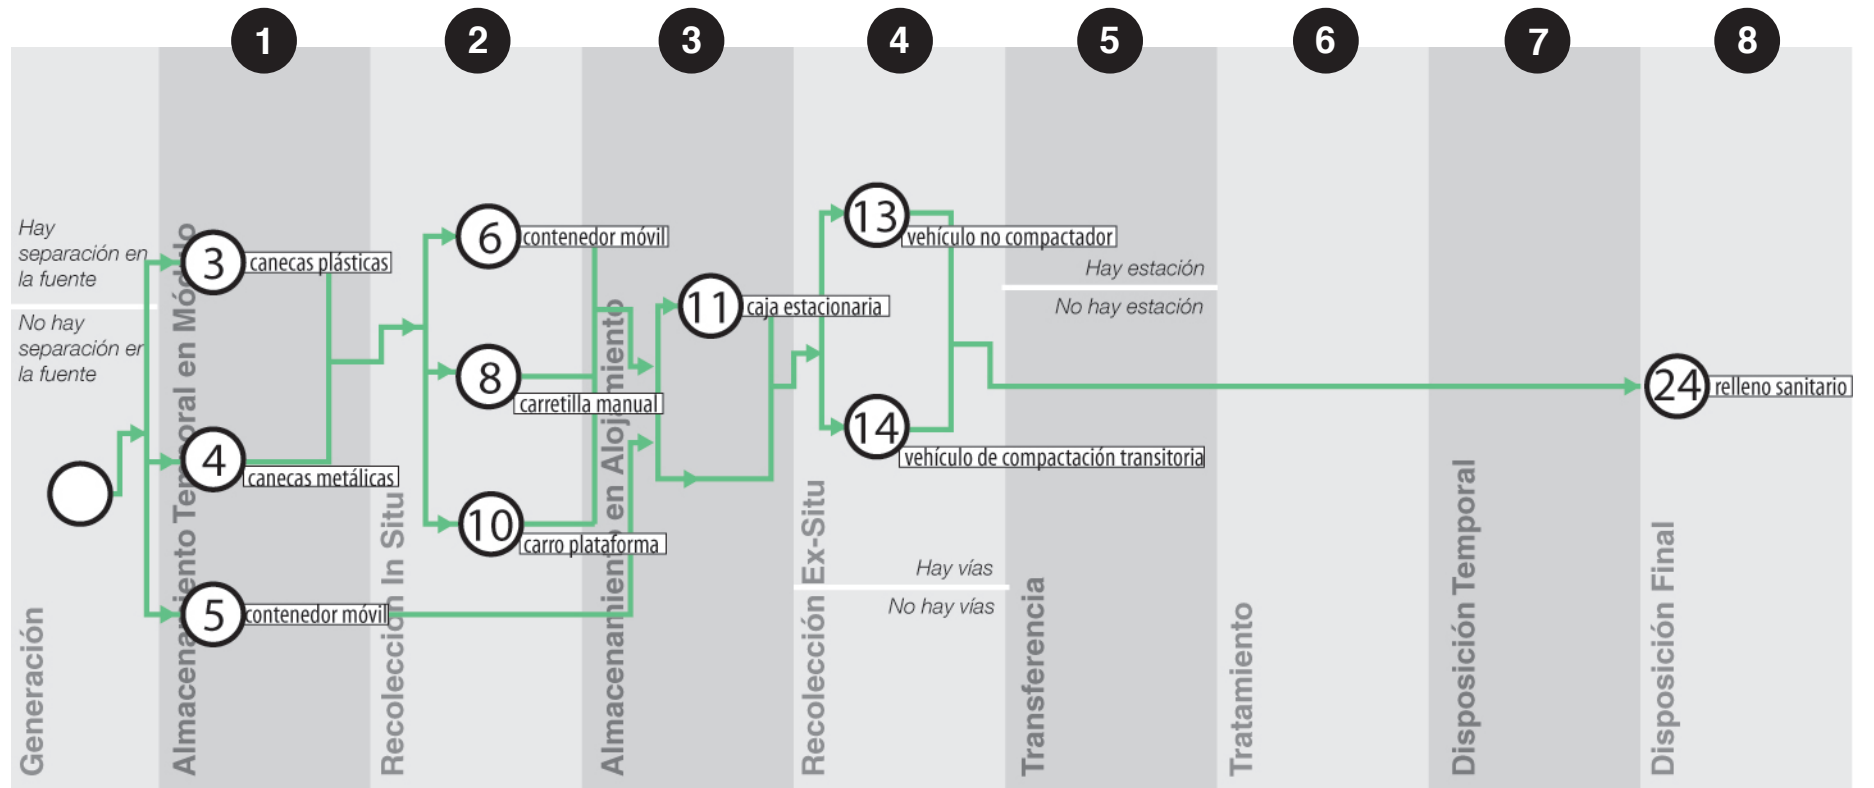 1
2
3
4
5
6
7
8
Hay
separación en
la fuente
No hay
separación en
la fuente
Generación
Almacenamiento Temporal en Módulo
3
canecas plásticas
4
canecas metálicas
5
contenedor móvil
Recolección In Situ
6
contenedor móvil
8
carretilla manual
10
carro plataforma
Almacenamiento en Alojamiento
11
caja estacionaria
Recolección Ex-Situ
13
vehículo no compactador
14
vehículo de compactación transitoria
Hay vías
No hay vías
Transferencia
Hay estación
No hay estación
Tratamiento
Disposición Temporal
Disposición Final
24
relleno sanitario